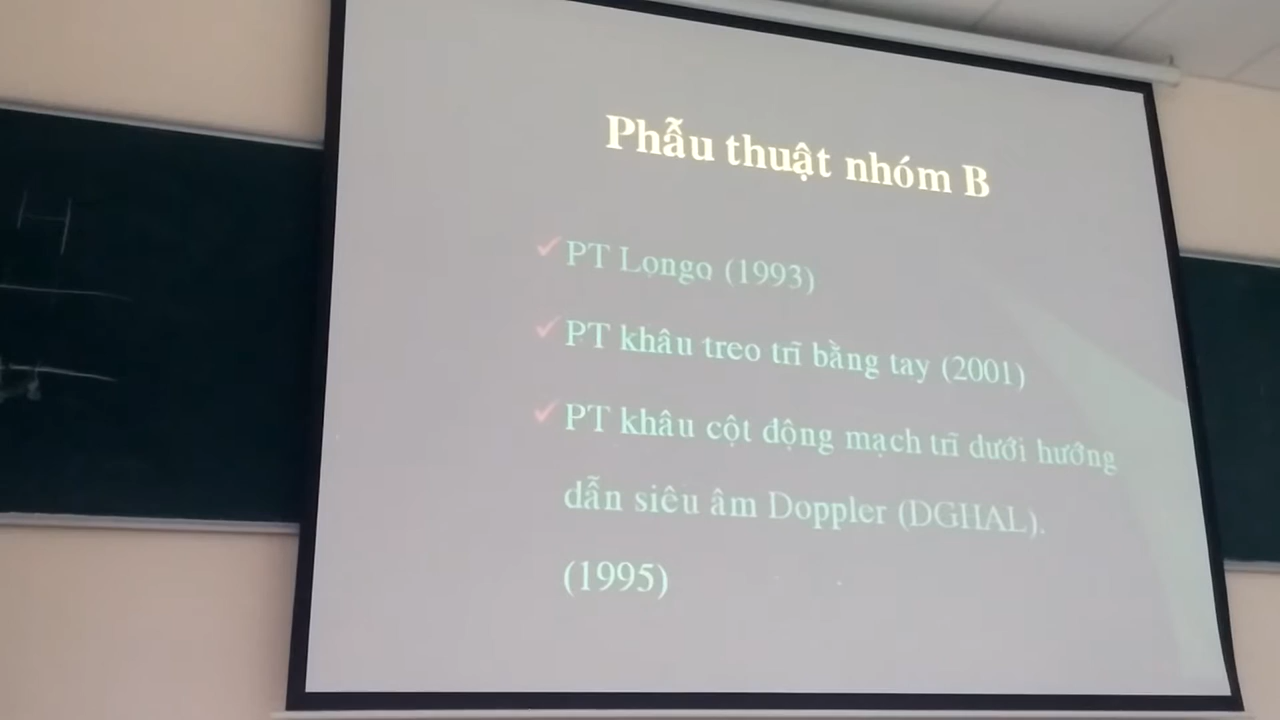 Phẫu thuật nhóm B
✓ PT Longo (1993)
✓ PT khâu treo trĩ bằng tay (2001)
✓ PT khâu cột động mạch trĩ dưới hướng
dẫn siêu âm Doppler (DGHAL).
(1995)
H